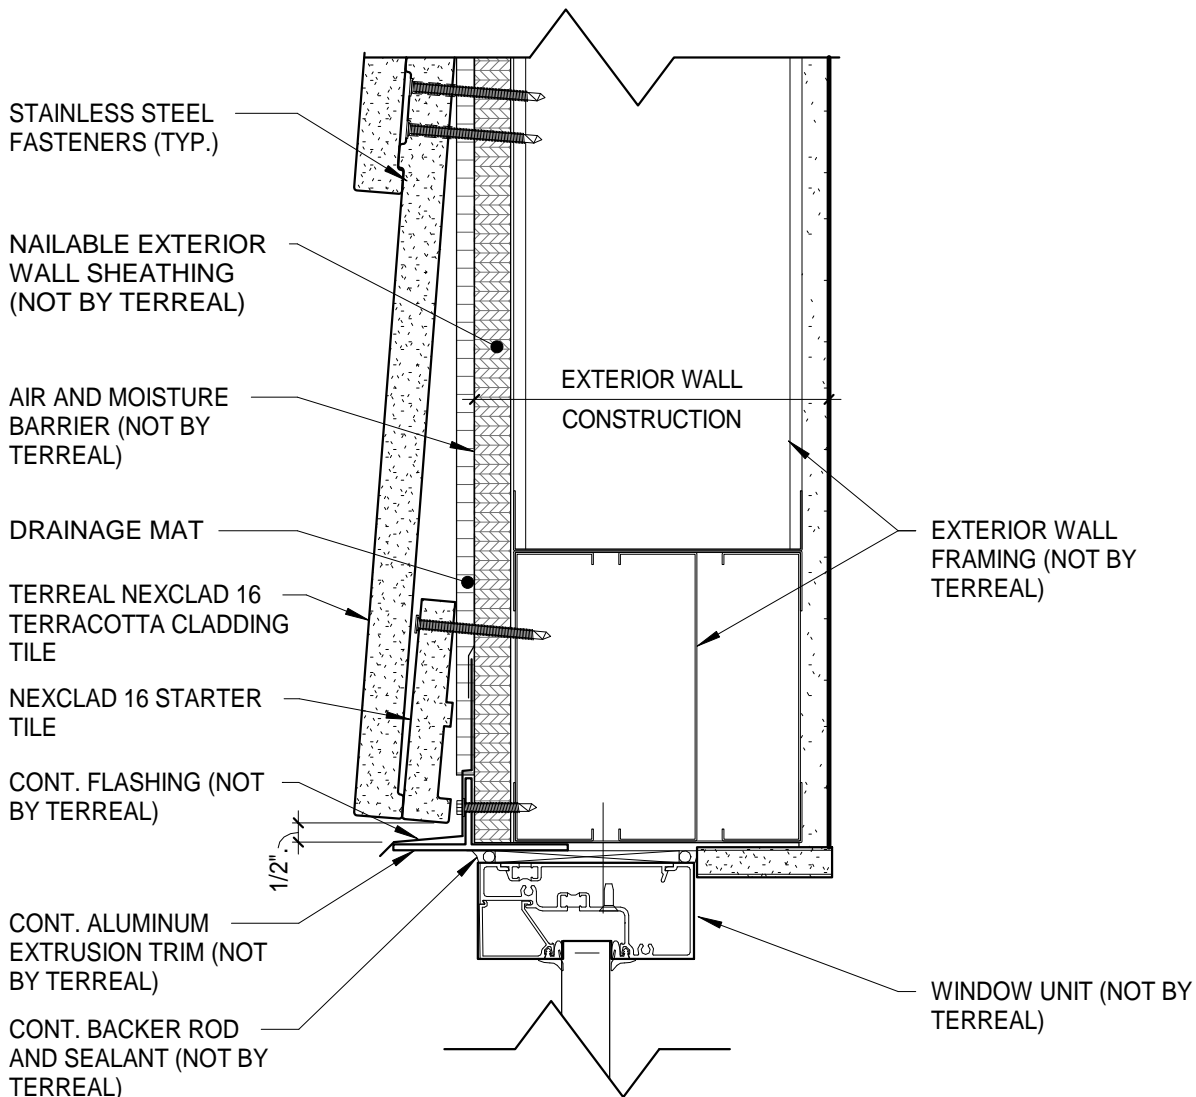 STAINLESS STEEL
FASTENERS (TYP.)
NAILABLE EXTERIOR
WALL SHEATHING
(NOT BY TERREAL)
AIR AND MOISTURE
BARRIER (NOT BY
TERREAL)
DRAINAGE MAT
TERREAL NEXCLAD 16
TERRACOTTA CLADDING
TILE
NEXCLAD 16 STARTER
TILE
CONT. FLASHING (NOT
BY TERREAL)
1/2".
CONT. ALUMINUM
EXTRUSION TRIM (NOT
BY TERREAL)
CONT. BACKER ROD
AND SEALANT (NOT BY
TERREAL)
EXTERIOR WALL
CONSTRUCTION
EXTERIOR WALL
FRAMING (NOT BY
TERREAL)
WINDOW UNIT (NOT BY
TERREAL)